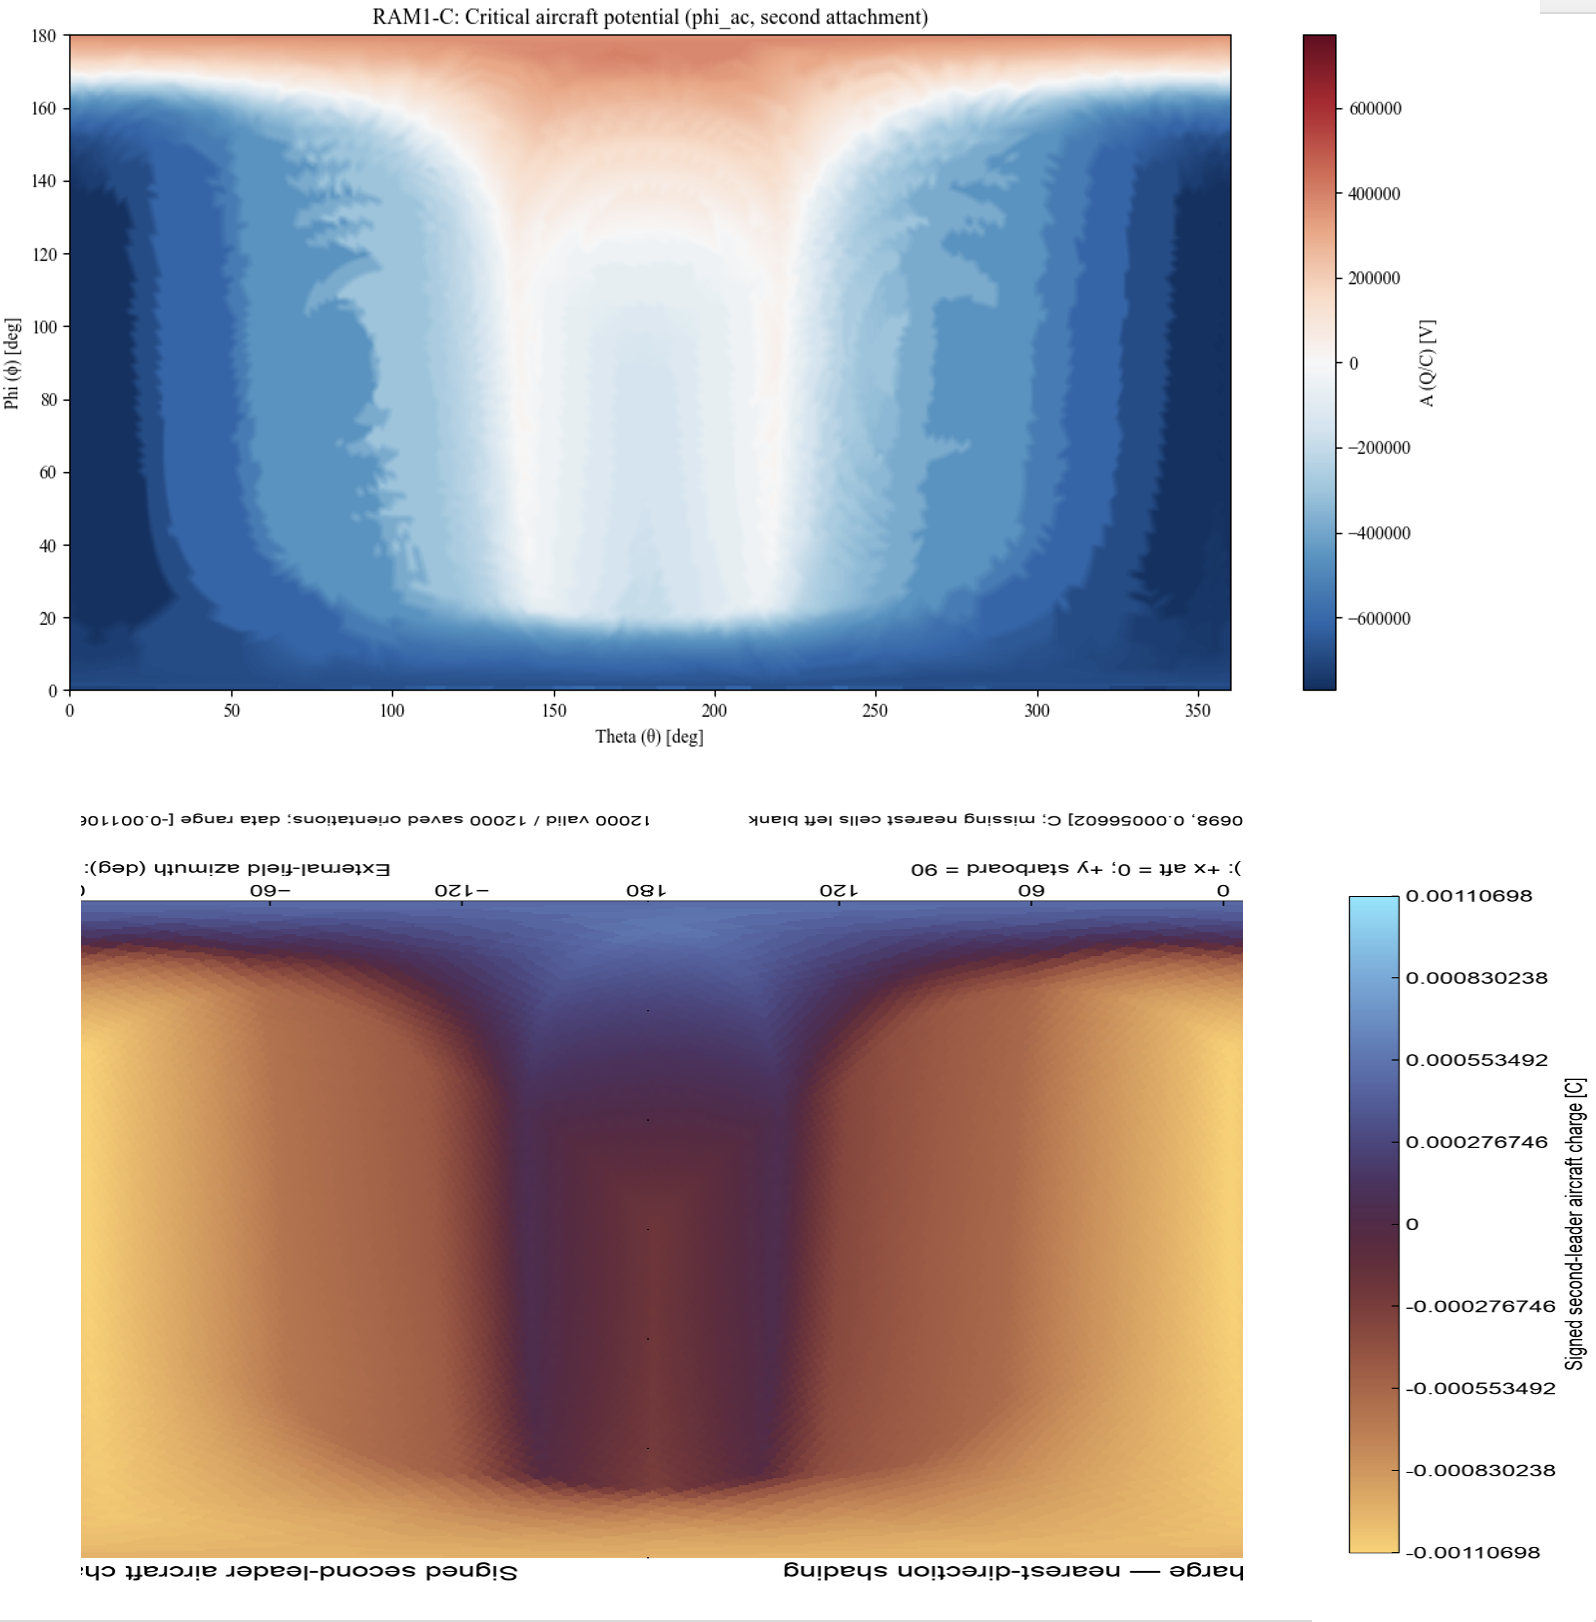 RAM1-C: Critical aircraft potential (phi_ac, second attachment)
180
160
140
120
100
80
60
40
20
0
Phi (ϕ) [deg]
0 50 100 150 200 250 300 350
Theta (θ) [deg]
600000
400000
200000
0
−200000
−400000
−600000
A (Q/C) [V]
12000 valid / 12000 saved orientations; data range [-0.001106
0698, 0.00056602] C; missing nearest cells left blank
External-field azimuth (deg):
): +x aft = 0; +y starboard = 90
0 −60 −120 180 120 60 0
0.00110698
0.000830238
0.000553492
0.000276746
0
-0.000276746
-0.000553492
-0.000830238
-0.00110698
Signed second-leader aircraft charge [C]
Signed second-leader aircraft cha
harge — nearest-direction shading